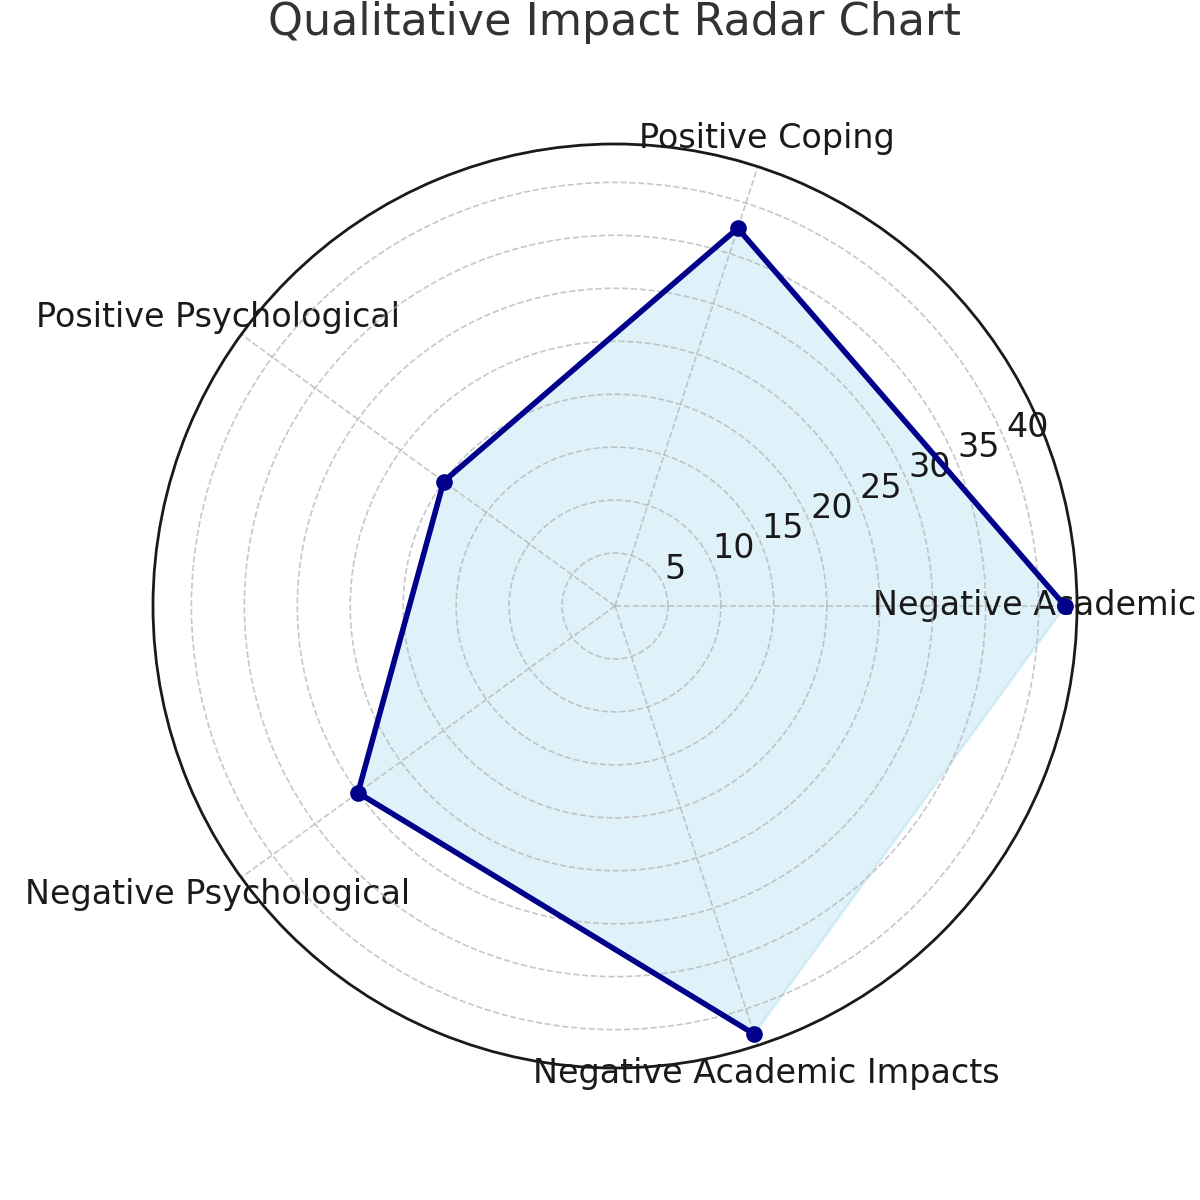 Qualitative Impact Radar Chart
Positive Coping
Positive Psychological
40
35
30
25
20
15
10
5
Negative Academic
Negative Psychological
Negative Academic Impacts